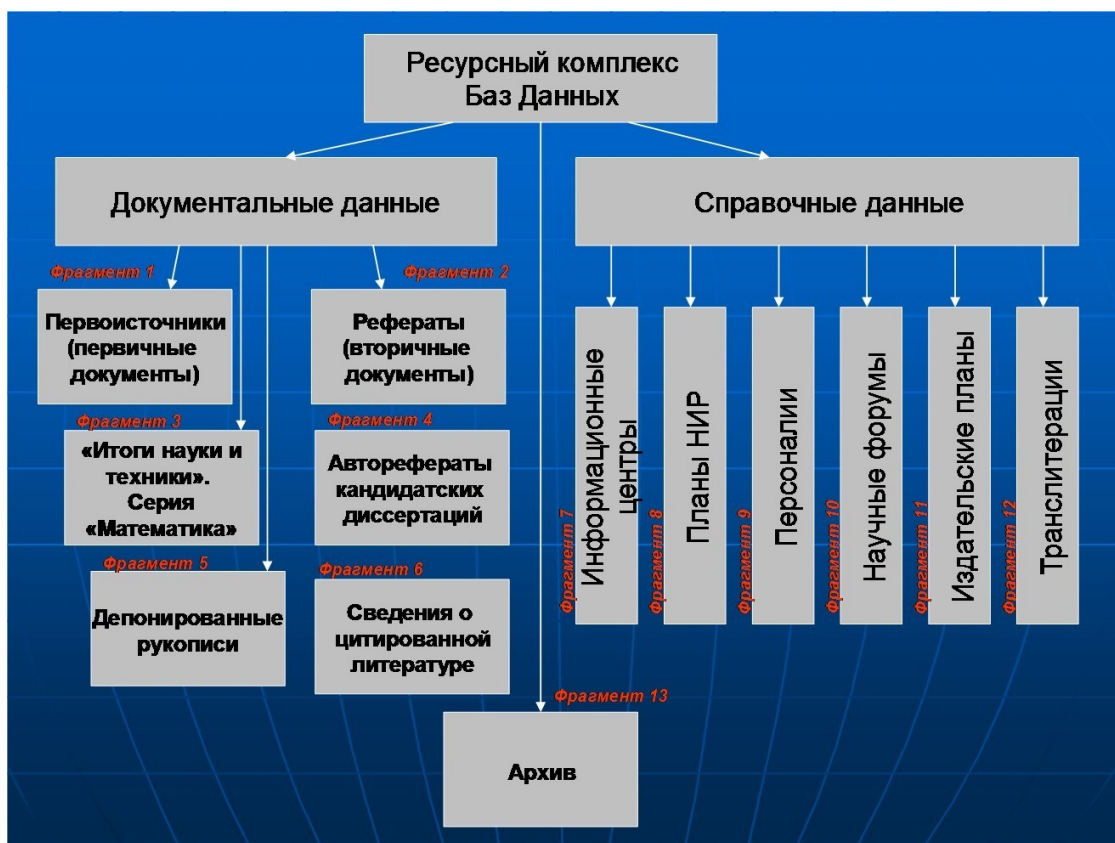 Ресурсный комплекс
Баз Данных
Документальные данные
Справочные данные
Фрагмент 1
Первоисточники
(первичные
документы)
Фрагмент 2
Рефераты
(вторичные
документы)
Фрагмент 3
«Итоги науки и
техники».
Серия
«Математика»
Фрагмент 4
Авторефераты
кандидатских
диссертаций
Фрагмент 5
Депонированные
рукописи
Фрагмент 6
Сведения о
цитированной
литературе
Фрагмент 7
Информационные
центры
Фрагмент 8
Планы НИР
Фрагмент 9
Персоналии
Фрагмент 10
Научные форумы
Фрагмент 11
Издательские планы
Фрагмент 12
Транслитерации
Фрагмент 13
Архив